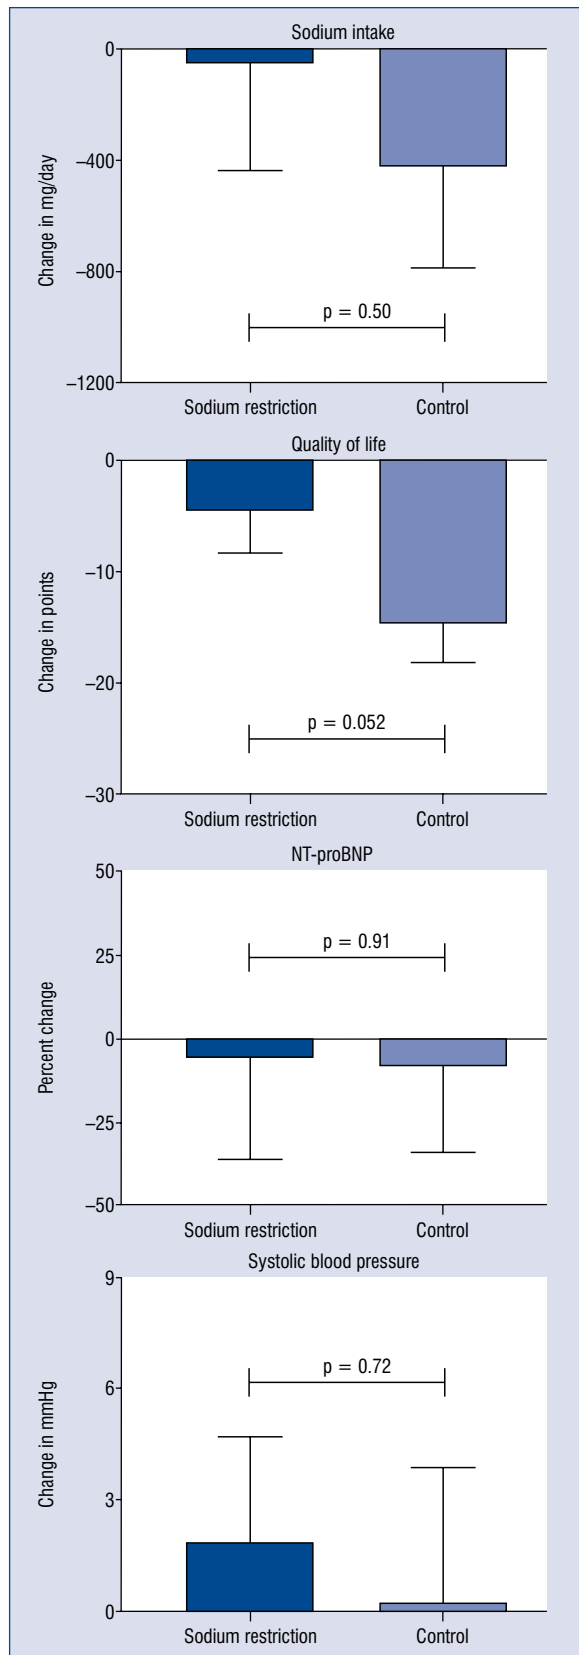 Sodium intake
Change in mg/day
0
–400
–800
–1200
p = 0.50
Sodium restriction Control
Quality of life
Change in points
0
–10
–20
–30
p = 0.052
Sodium restriction Control
NT-proBNP
Percent change
50
25
0
–25
–50
p = 0.91
Sodium restriction Control
Systolic blood pressure
Change in mmHg
9
6
3
0
p = 0.72
Sodium restriction Control